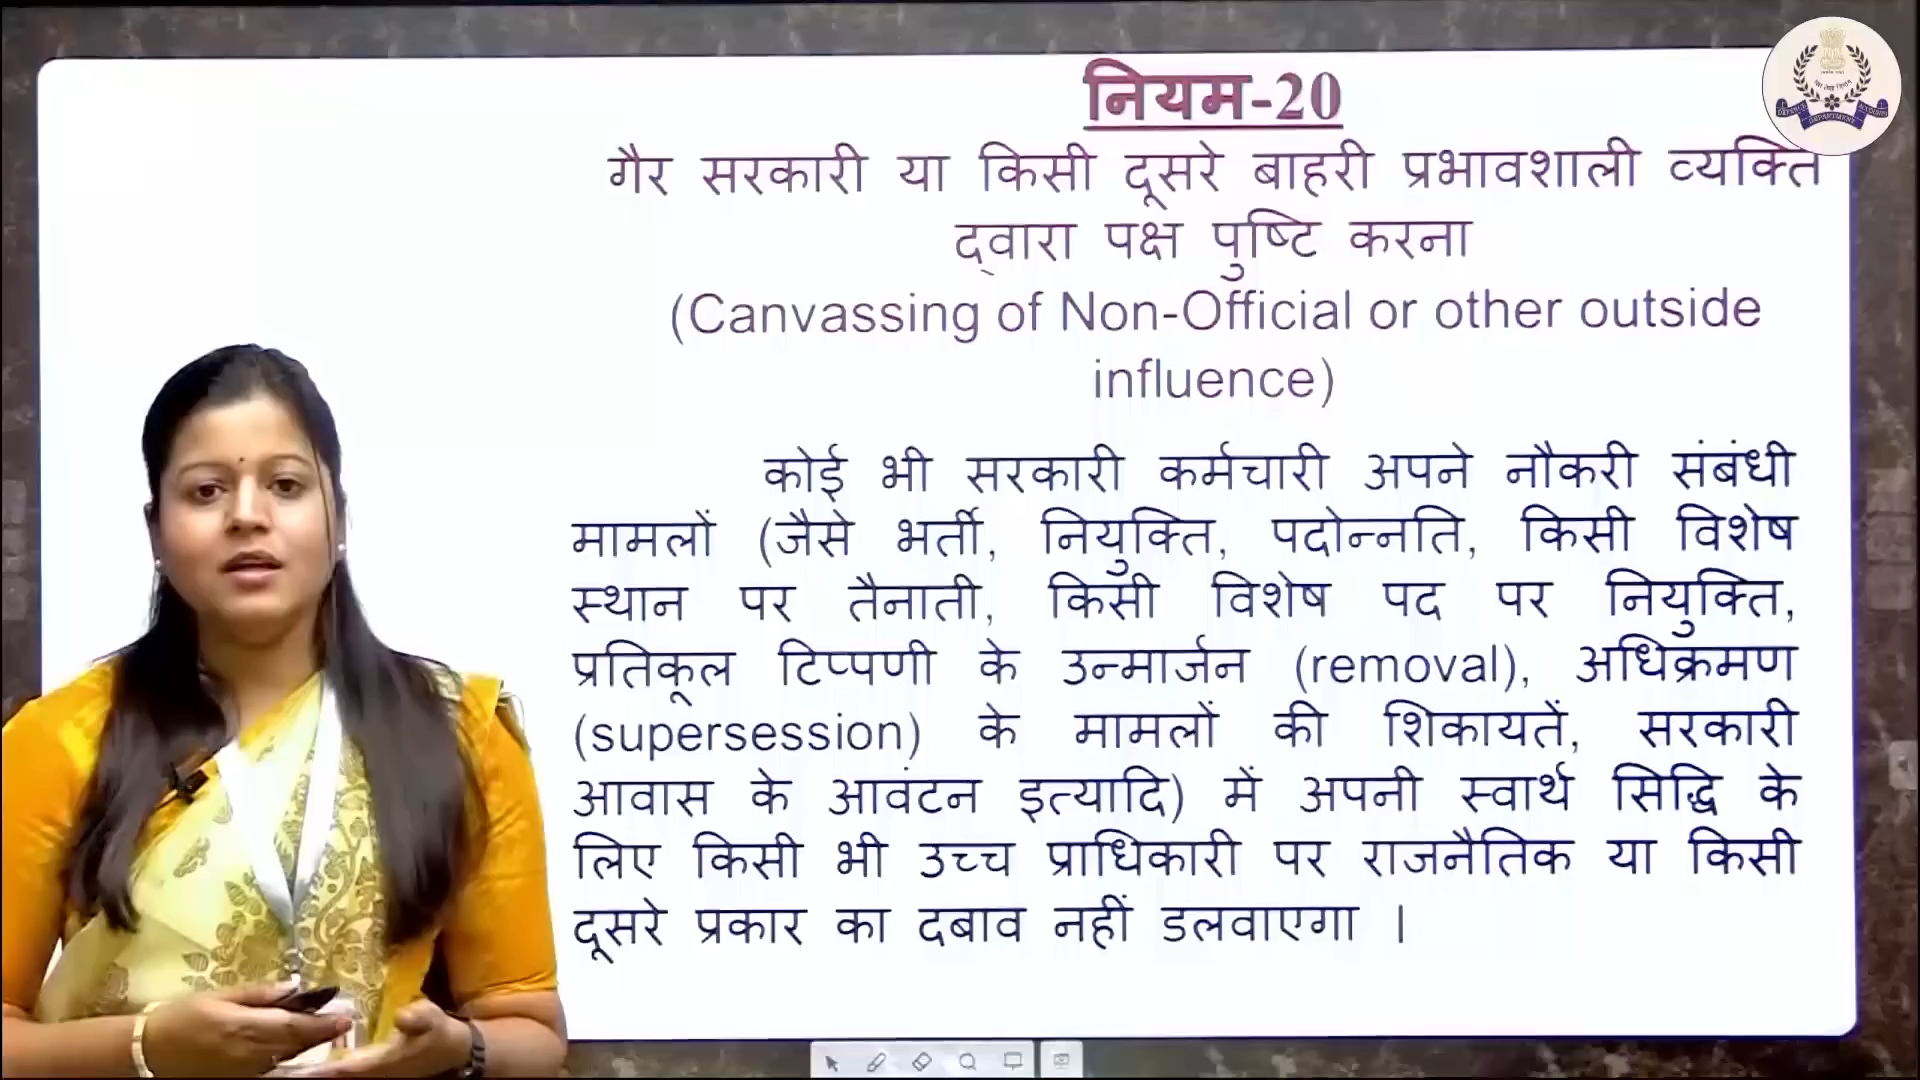 नियम-20
गैर सरकारी या किसी दूसरे बाहरी प्रभावशाली व्यक्ति
द्वारा पक्ष पुष्टि करना
(Canvassing of Non-Official or other outside
influence)
कोई भी सरकारी कर्मचारी अपने नौकरी संबंधी
मामलों (जैसे भर्ती, नियुक्ति, पदोन्नति, किसी विशेष
स्थान पर तैनाती, किसी विशेष पद पर नियुक्ति,
प्रतिकूल टिप्पणी के उन्मार्जन (removal), अधिक्रमण
(supersession) के मामलों की शिकायतें, सरकारी
आवास के आवंटन इत्यादि) में अपनी स्वार्थ सिद्धि के
लिए किसी भी उच्च प्राधिकारी पर राजनैतिक या किसी
दूसरे प्रकार का दबाव नहीं डलवाएगा ।